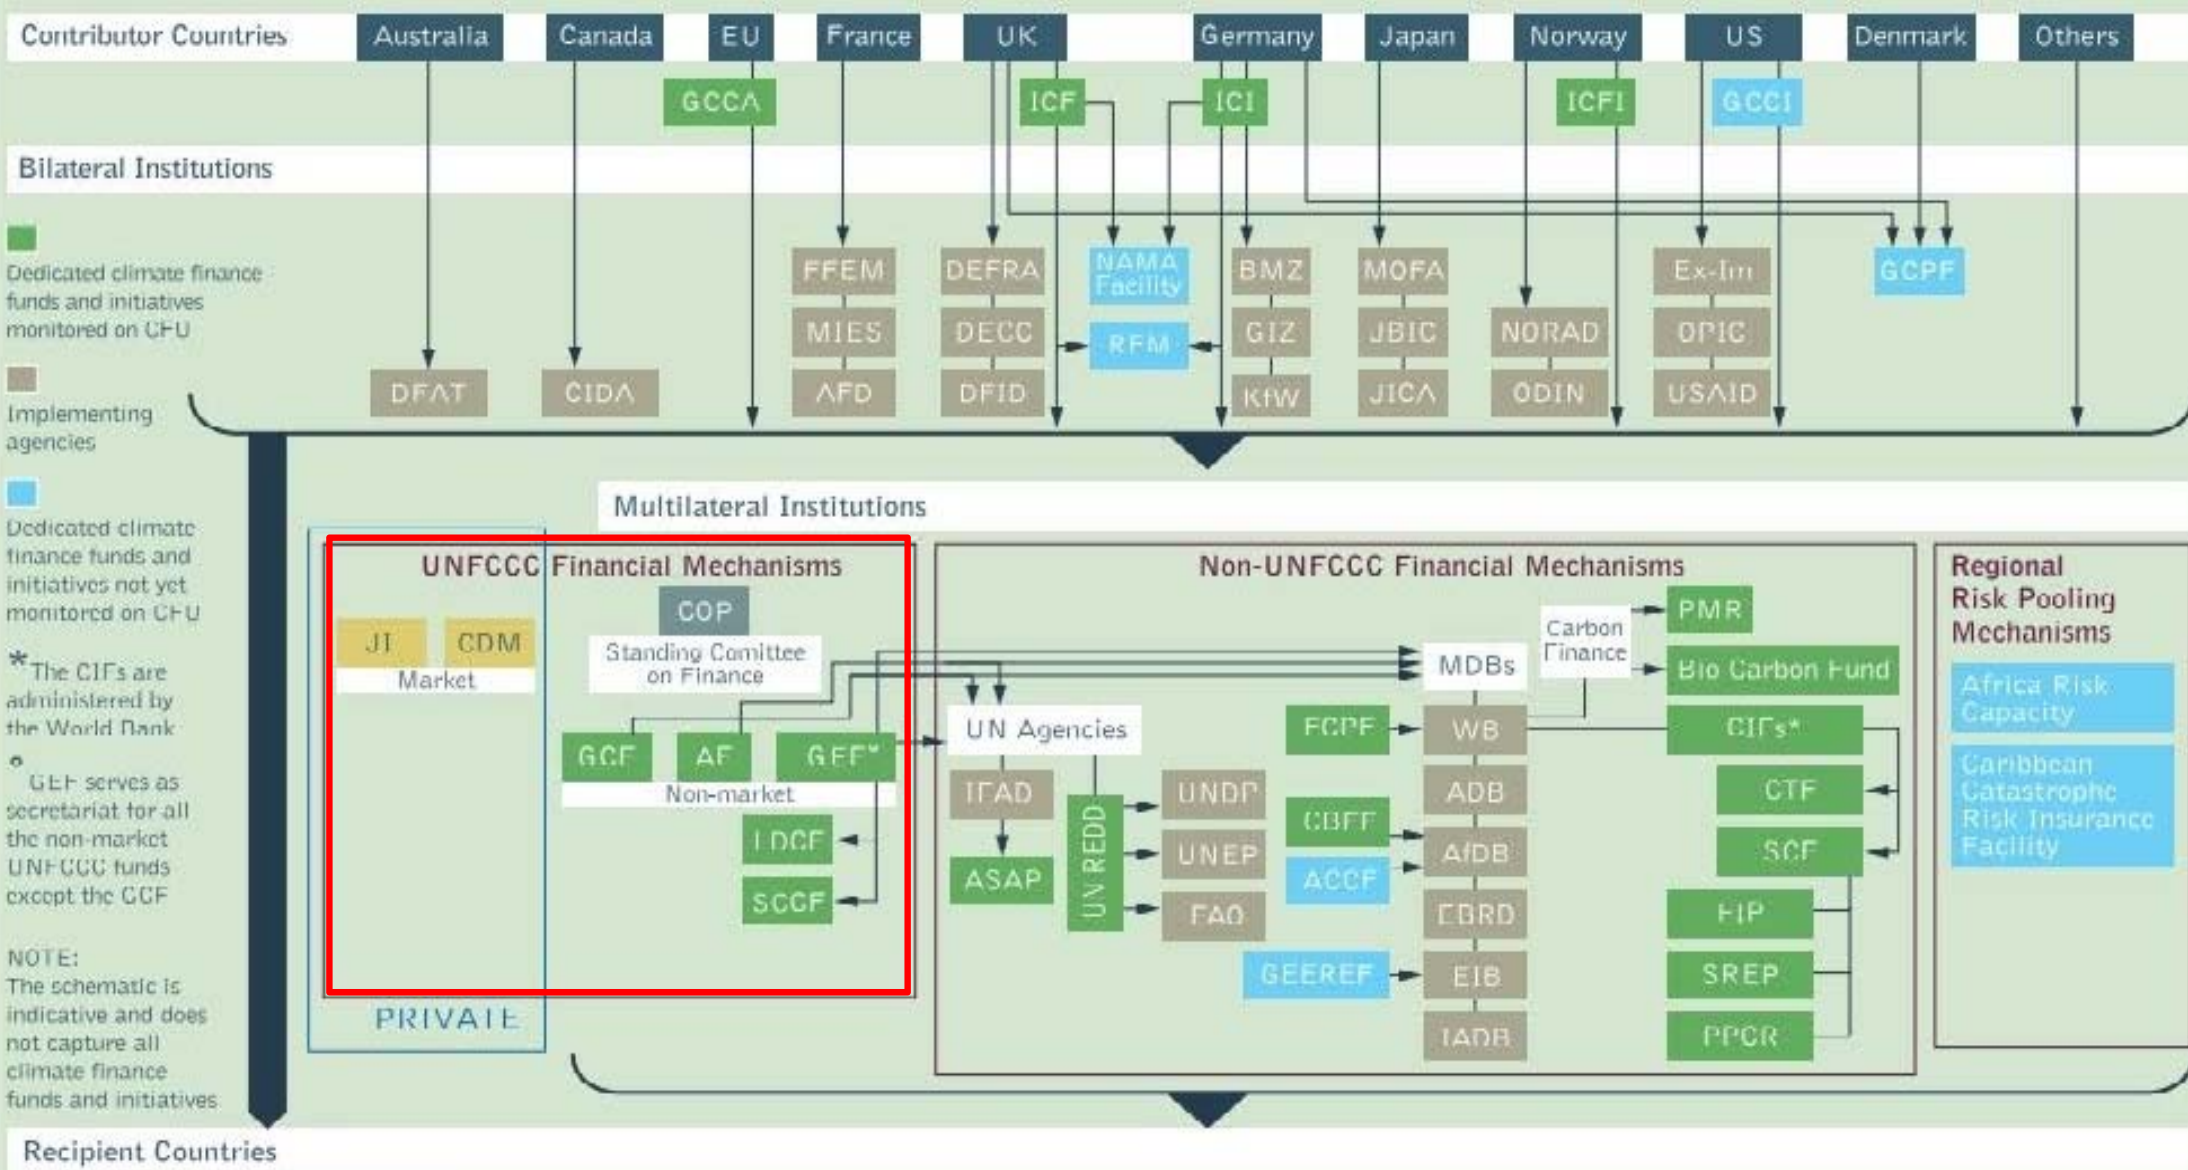 Contributor Countries
Australia
Canada
EU
France
UK
Germany
Japan
Norway
US
Denmark
Others
GCCA
ICF
ICI
ICFI
GCCI
Bilateral Institutions
Dedicated climate finance
funds and initiatives
monitored on CFU
Implementing
agencies
Dedicated climate
finance funds and
initiatives not yet
monitored on CFU
*The CIFs are
administered by
the World Bank
° GEF serves as
secretariat for all
the non-market
UNFCCC funds
except the GCF
NOTE:
The schematic is
indicative and does
not capture all
climate finance
funds and initiatives
DFAT
CIDA
FFEM
MIES
AFD
DEFRA
DECC
DFID
NAMA
Facility
RFM
BMZ
GIZ
KfW
MOFA
JBIC
JICA
NORAD
ODIN
Ex-Im
OPIC
USAID
GCPF
Multilateral Institutions
UNFCCC Financial Mechanisms
COP
Standing Comittee
on Finance
JI
CDM
Market
GCF
AF
GEF°
Non-market
LDCF
SCCF
PRIVATE
Non-UNFCCC Financial Mechanisms
UN Agencies
IFAD
ASAP
UN REDD
UNDP
UNEP
FAO
FCPF
CBFF
ACCF
GEEREF
MDBs
WB
ADB
AfDB
EBRD
EIB
IADB
Carbon
Finance
PMR
Bio Carbon Fund
CIFs*
CTF
SCF
FIP
SREP
PPCR
Regional
Risk Pooling
Mechanisms
Africa Risk
Capacity
Caribbean
Catastrophe
Risk Insurance
Facility
Recipient Countries